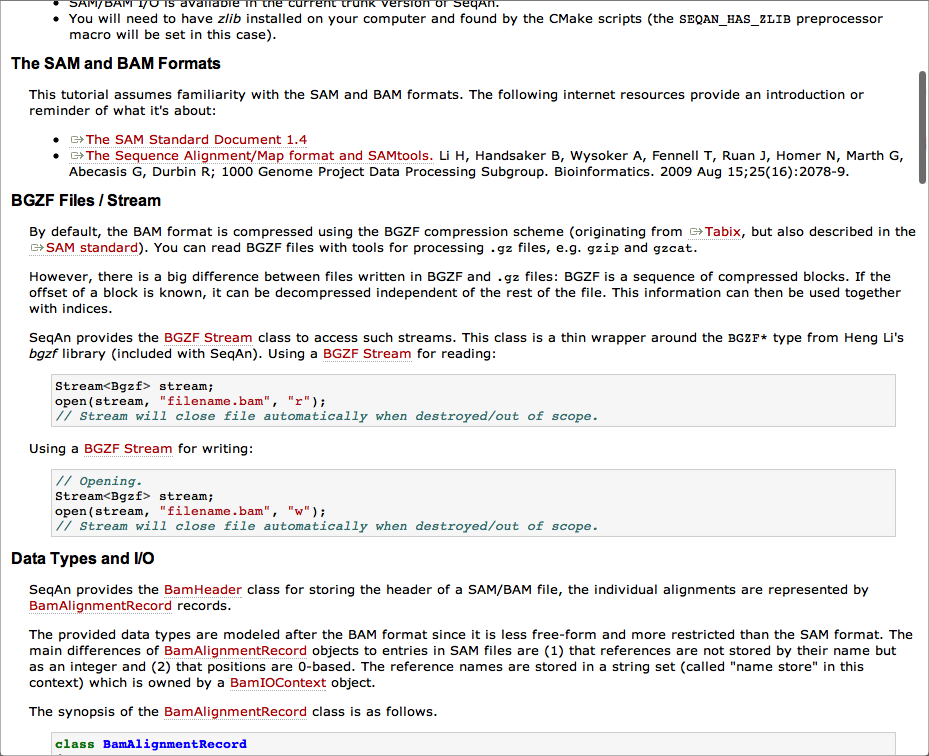 SAM/BAM I/O is available in the current trunk version of SeqAn.
You will need to have zlib installed on your computer and found by the CMake scripts (the SEQAN_HAS_ZLIB preprocessor
macro will be set in this case).
The SAM and BAM Formats
This tutorial assumes familiarity with the SAM and BAM formats. The following internet resources provide an introduction or
reminder of what it's about:
The SAM Standard Document 1.4
The Sequence Alignment/Map format and SAMtools. Li H, Handsaker B, Wysoker A, Fennell T, Ruan J, Homer N, Marth G,
Abecasis G, Durbin R; 1000 Genome Project Data Processing Subgroup. Bioinformatics. 2009 Aug 15;25(16):2078-9.
BGZF Files / Stream
By default, the BAM format is compressed using the BGZF compression scheme (originating from Tabix, but also described in the
SAM standard). You can read BGZF files with tools for processing .gz files, e.g. gzip and gzcat.
However, there is a big difference between files written in BGZF and .gz files: BGZF is a sequence of compressed blocks. If the
offset of a block is known, it can be decompressed independent of the rest of the file. This information can then be used together
with indices.
SeqAn provides the BGZF Stream class to access such streams. This class is a thin wrapper around the BGZF* type from Heng Li's
bgzf library (included with SeqAn). Using a BGZF Stream for reading:
Stream<Bgzf> stream;
open(stream, "filename.bam", "r");
// Stream will close file automatically when destroyed/out of scope.
Using a BGZF Stream for writing:
// Opening.
Stream<Bgzf> stream;
open(stream, "filename.bam", "w");
// Stream will close file automatically when destroyed/out of scope.
Data Types and I/O
SeqAn provides the BamHeader class for storing the header of a SAM/BAM file, the individual alignments are represented by
BamAlignmentRecord records.
The provided data types are modeled after the BAM format since it is less free-form and more restricted than the SAM format. The
main differences of BamAlignmentRecord objects to entries in SAM files are (1) that references are not stored by their name but
as an integer and (2) that positions are 0-based. The reference names are stored in a string set (called "name store" in this
context) which is owned by a BamIOContext object.
The synopsis of the BamAlignmentRecord class is as follows.
class BamAlignmentRecord